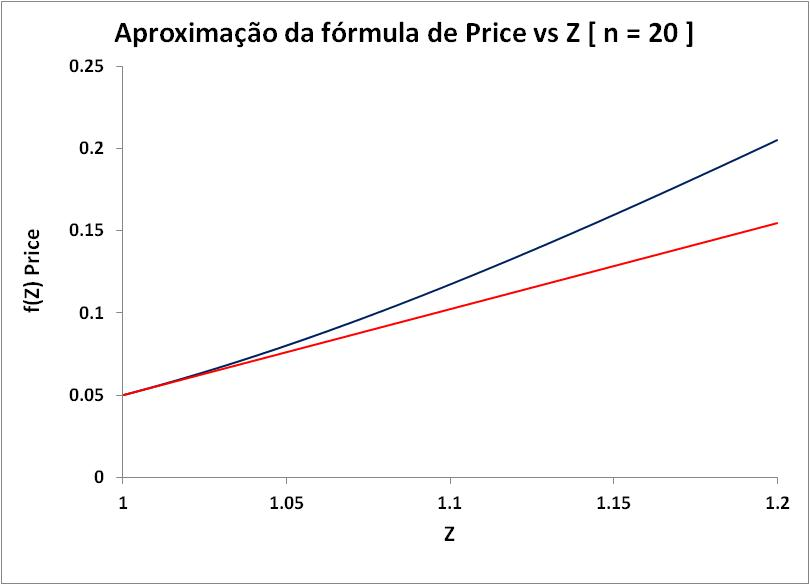 Aproximação da fórmula de Price vs Z [ n = 20 ]
0.25
0.2
0.15
0.1
0.05
0
f(Z) Price
1 1.05 1.1 1.15 1.2
Z